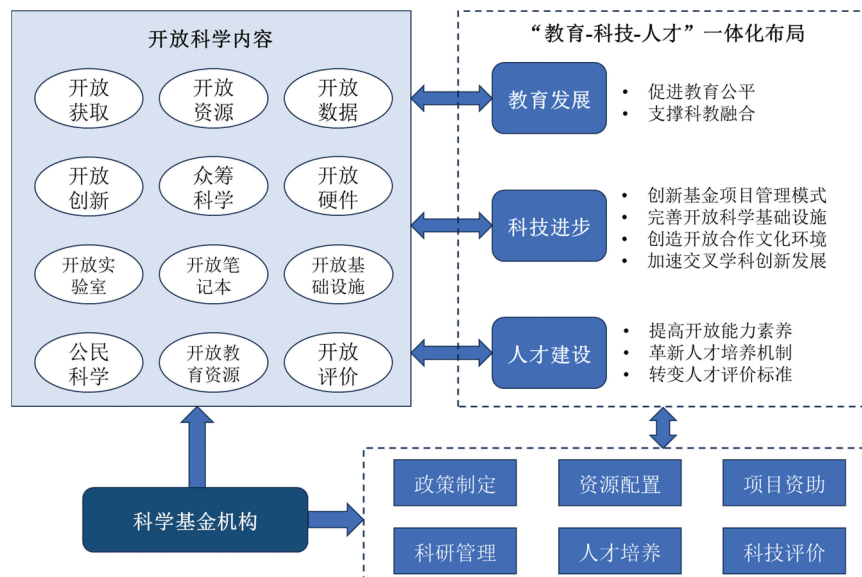 开放科学内容
开放
获取
开放
资源
开放
数据
开放
创新
众筹
科学
开放
硬件
开放实
验室
开放笔
记本
开放基
础设施
公民
科学
开放教
育资源
开放
评价
“教育-科技-人才”一体化布局
教育发展
• 促进教育公平
• 支撑科教融合
科技进步
• 创新基金项目管理模式
• 完善开放科学基础设施
• 创造开放合作文化环境
• 加速交叉学科创新发展
人才建设
• 提高开放能力素养
• 革新人才培养机制
• 转变人才评价标准
科学基金机构
政策制定
资源配置
项目资助
科研管理
人才培养
科技评价